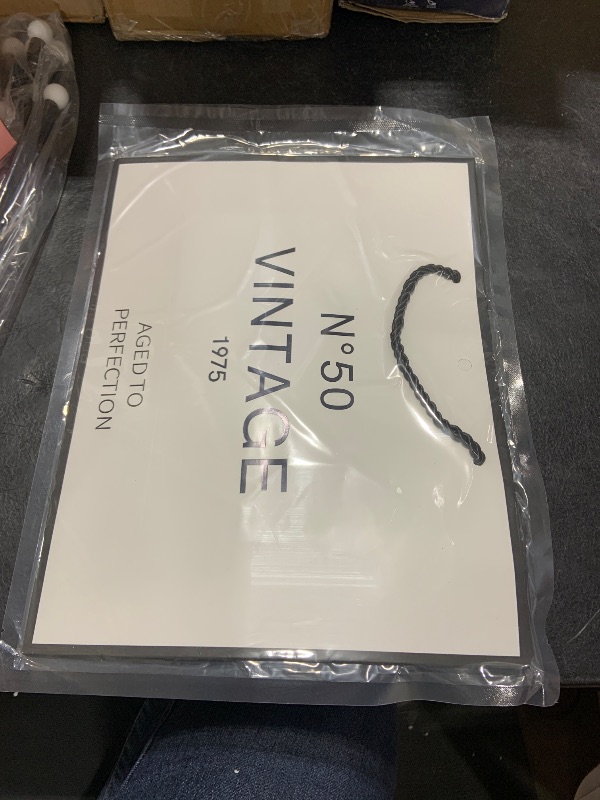 N°50
VINTAGE
1975
AGED TO
PERFECTION